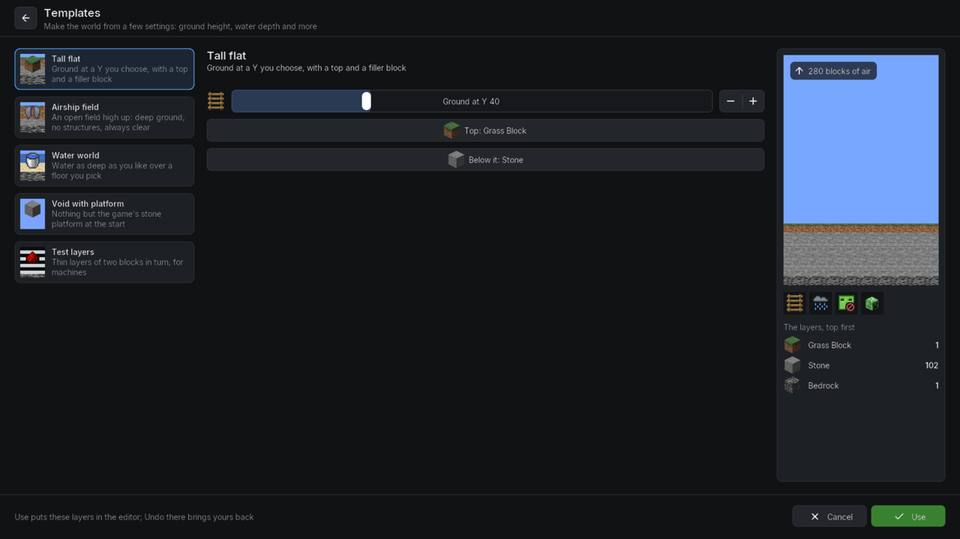 Templates
Make the world from a few settings: ground height, water depth and more
Tall flat
Ground at a Y you choose, with a top
and a filler block
Airship field
An open field high up: deep ground,
no structures, always clear
Water world
Water as deep as you like over a
floor you pick
Void with platform
Nothing but the game's stone
platform at the start
Test layers
Thin layers of two blocks in turn, for
machines
Tall flat
Ground at a Y you choose, with a top and a filler block
Ground at Y 40
Top: Grass Block
Below it: Stone
280 blocks of air
The layers, top first
Grass Block 1
Stone 102
Bedrock 1
Use puts these layers in the editor; Undo there brings yours back
Cancel
Use